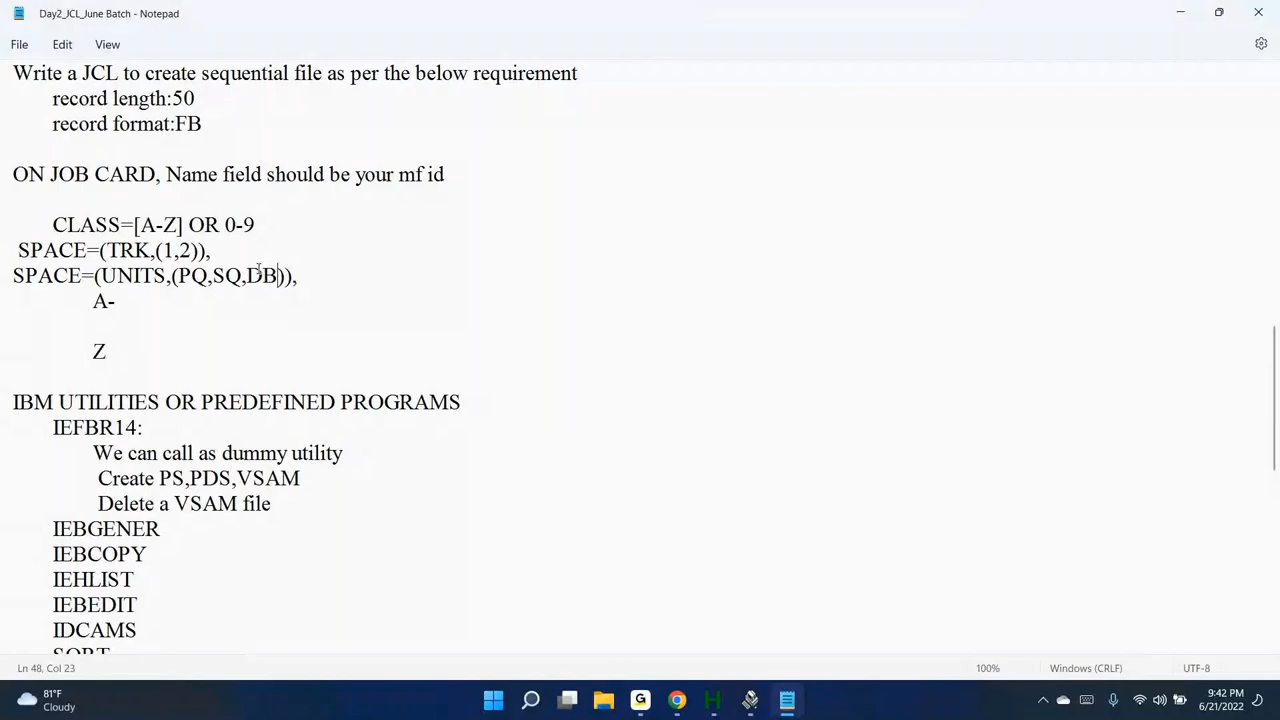 Day2_JCL_June Batch - Notepad
File Edit View
Write a JCL to create sequential file as per the below requirement
record length:50
record format:FB
ON JOB CARD, Name field should be your mf id
CLASS=[A-Z] OR 0-9
SPACE=(TRK,(1,2)),
SPACE=(UNITS,(PQ,SQ,DB)),
A-
Z
IBM UTILITIES OR PREDEFINED PROGRAMS
IEFBR14:
We can call as dummy utility
Create PS,PDS,VSAM
Delete a VSAM file
IEBGENER
IEBCOPY
IEHLIST
IEBEDIT
IDCAMS
SORT
Ln 48, Col 23 100% Windows (CRLF) UTF-8
81°F
Cloudy
9:42 PM
6/21/2022